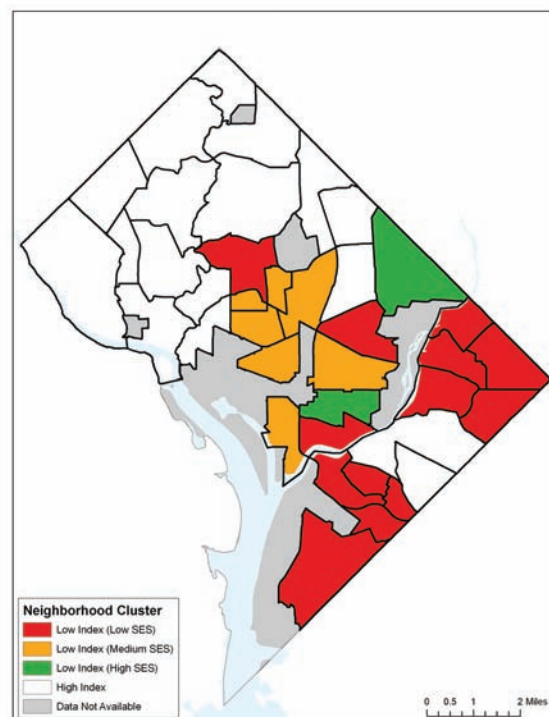 Neighborhood Cluster
Low Index (Low SES)
Low Index (Medium SES)
Low Index (High SES)
High Index
Data Not Available
0 0.5 1 2 Miles